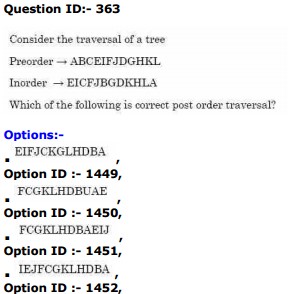 Question ID:- 363
Consider the traversal of a tree
Preorder → ABCEIFJDGHKL
Inorder → EICFJBGDKHLA
Which of the following is correct post order traversal?
Options:-
EIFJCKGLHDBA ,
Option ID :- 1449,
FCGKLHDBUAE ,
Option ID :- 1450,
FCGKLHDBAEIJ ,
Option ID :- 1451,
IEJFCGKLHDBA ,
Option ID :- 1452,